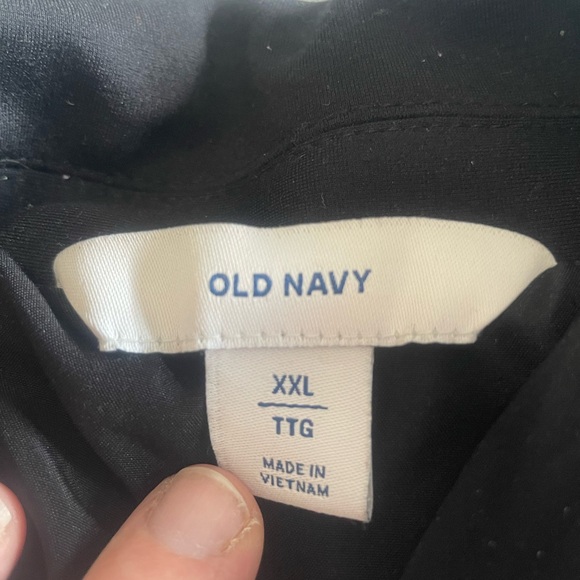 OLD NAVY
XXL
TTG
MADE IN
VIETNAM